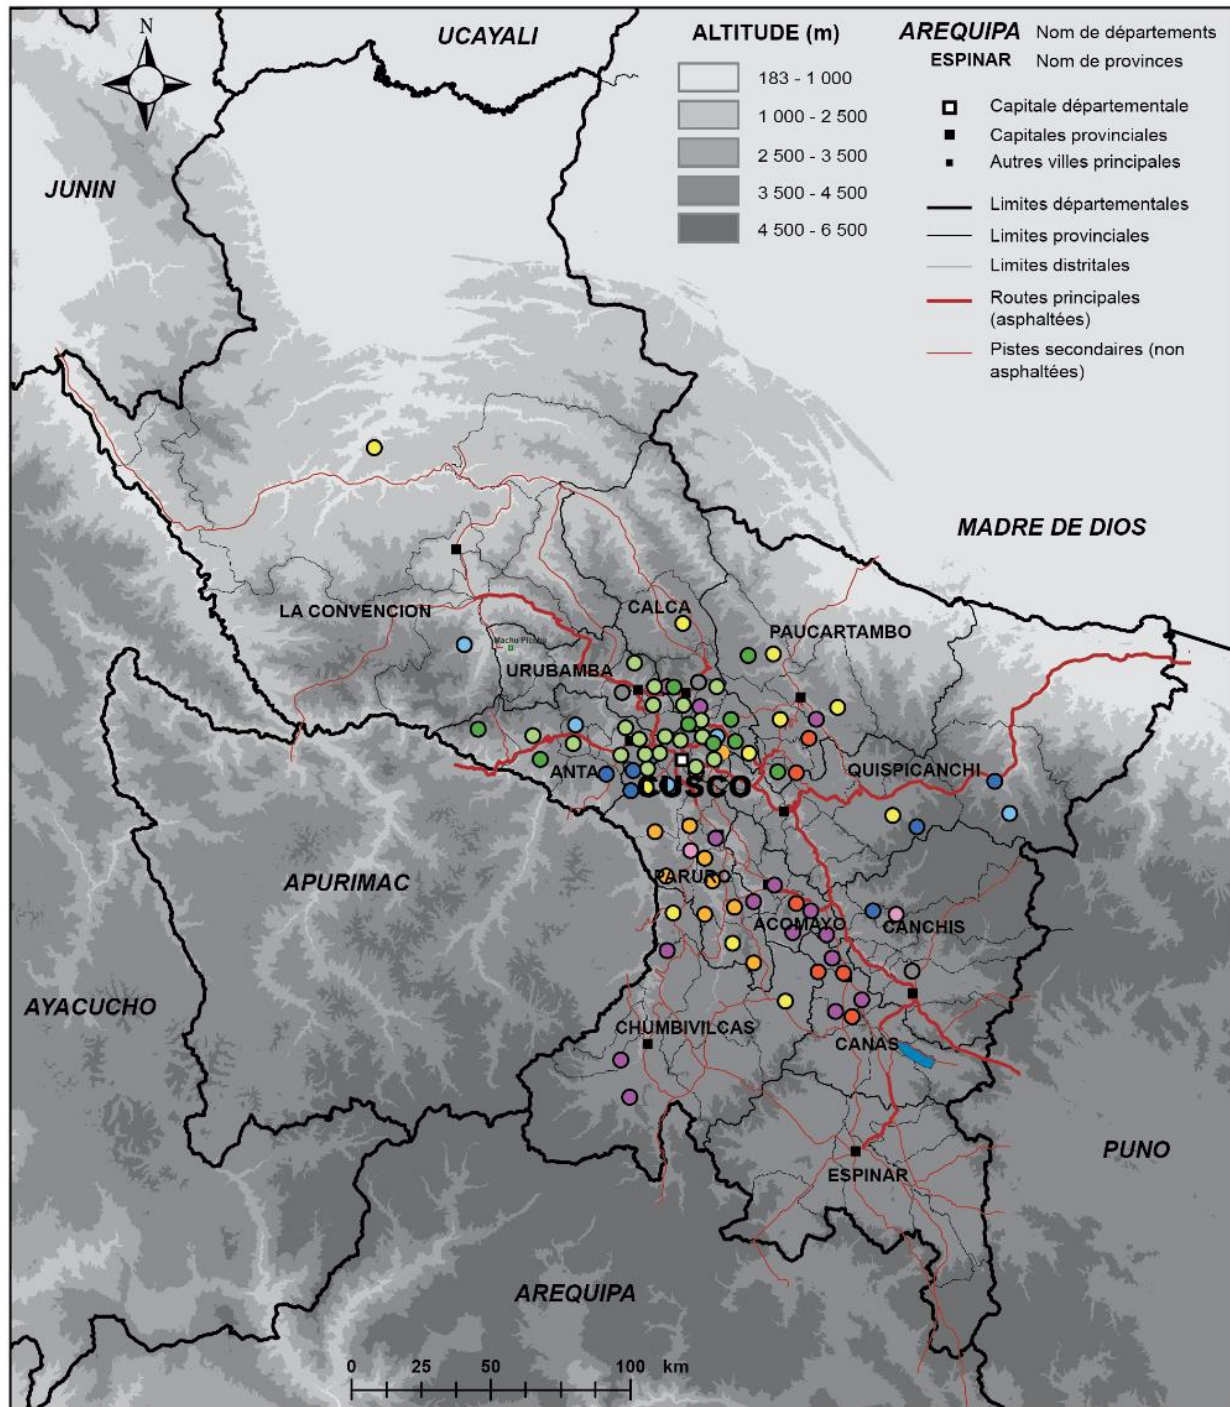 N
UCAYALI
ALTITUDE (m)
183 - 1 000
1 000 - 2 500
2 500 - 3 500
3 500 - 4 500
4 500 - 6 500
AREQUIPA Nom de départements
ESPINAR Nom de provinces
Capitale départementale
Capitales provinciales
Autres villes principales
Limites départementales
Limites provinciales
Limites distritales
Routes principales
(asphaltées)
Pistes secondaires (non
asphaltées)
JUNIN
MADRE DE DIOS
LA CONVENCION
CALCA
PAUCARTAMBO
Machu Picchu
URUBAMBA
ANTA
QUISPICANCHI
CUSCO
APURIMAC
PARURO
ACOMAYO
CANCHIS
AYACUCHO
CHUMBIVILCAS
CANAS
PUNO
ESPINAR
AREQUIPA
0 25 50 100 km